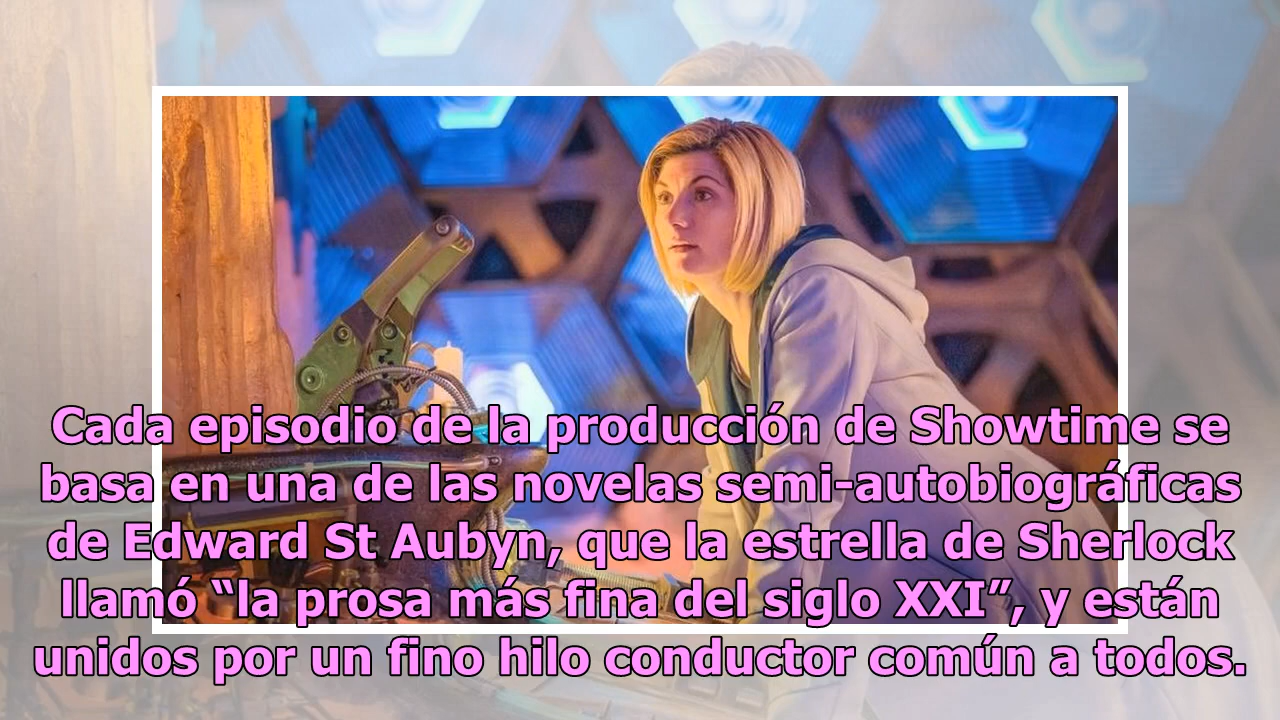 Cada episodio de la producción de Showtime se
basa en una de las novelas semi-autobiográficas
de Edward St Aubyn, que la estrella de Sherlock
llamó “la prosa más fina del siglo XXI”, y están
unidos por un fino hilo conductor común a todos.